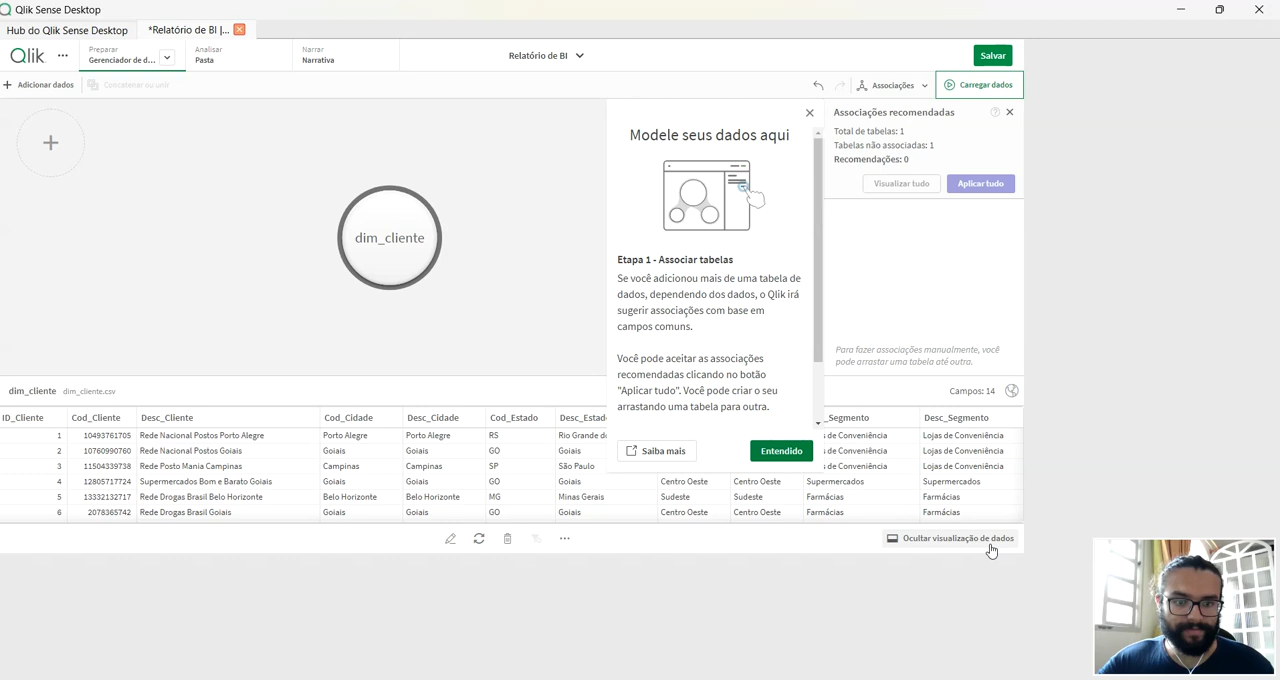 Qlik Sense Desktop
Hub do Qlik Sense Desktop
*Relatório de BI |...
Qlik
Preparar
Gerenciador de d...
Analisar
Pasta
Narrar
Narrativa
Relatório de BI
Salvar
Adicionar dados
Concatenar ou unir
Associações
Carregar dados
dim_cliente
Modele seus dados aqui
Etapa 1 - Associar tabelas
Se você adicionou mais de uma tabela de
dados, dependendo dos dados, o Qlik irá
sugerir associações com base em
campos comuns.
Você pode aceitar as associações
recomendadas clicando no botão
"Aplicar tudo". Você pode criar o seu
arrastando uma tabela para outra.
Saiba mais
Entendido
Associações recomendadas
Total de tabelas: 1
Tabelas não associadas: 1
Recomendações: 0
Visualizar tudo
Aplicar tudo
Para fazer associações manualmente, você
pode arrastar uma tabela até outra.
dim_cliente dim_cliente.csv
Campos: 14
ID_Cliente Cod_Cliente Desc_Cliente Cod_Cidade Desc_Cidade Cod_Estado Desc_Estad _Segmento Desc_Segmento
1 10493761705 Rede Nacional Postos Porto Alegre Porto Alegre Porto Alegre RS Rio Grande d s de Conveniência Lojas de Conveniência
2 10760990760 Rede Nacional Postos Goiais Goiais Goiais GO Goiais s de Conveniência Lojas de Conveniência
3 11504339738 Rede Posto Mania Campinas Campinas Campinas SP São Paulo s de Conveniência Lojas de Conveniência
4 12805717724 Supermercados Bom e Barato Goiais Goiais Goiais GO Goiais Centro Oeste Centro Oeste Supermercados Supermercados
5 13332132717 Rede Drogas Brasil Belo Horizonte Belo Horizonte Belo Horizonte MG Minas Gerais Sudeste Sudeste Farmácias Farmácias
6 2078365742 Rede Drogas Brasil Goiais Goiais Goiais GO Goiais Centro Oeste Centro Oeste Farmácias Farmácias
Ocultar visualização de dados